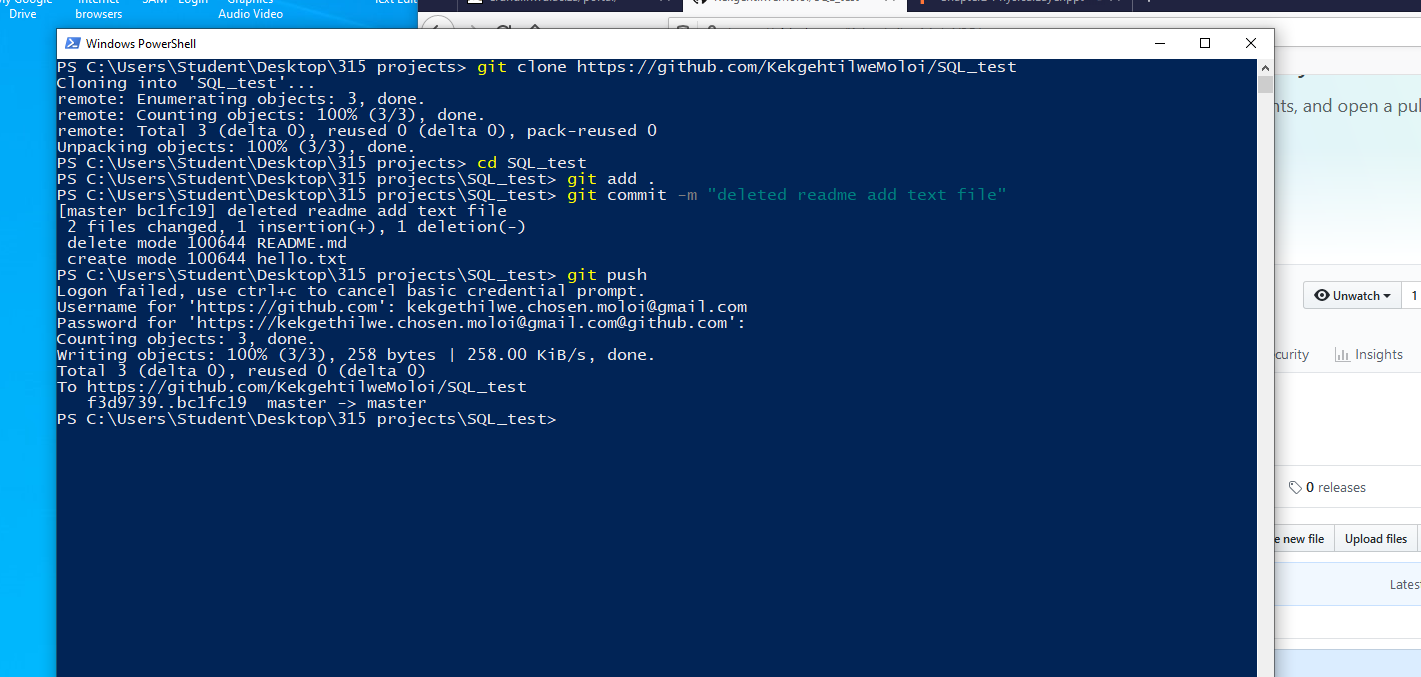 Drive
browsers
Audio Video
Windows PowerShell
PS C:\Users\Student\Desktop\315 projects> git clone https://github.com/KekgehtilweMoloi/SQL_test
Cloning into 'SQL_test'...
remote: Enumerating objects: 3, done.
remote: Counting objects: 100% (3/3), done.
remote: Total 3 (delta 0), reused 0 (delta 0), pack-reused 0
Unpacking objects: 100% (3/3), done.
PS C:\Users\Student\Desktop\315 projects> cd SQL_test
PS C:\Users\Student\Desktop\315 projects\SQL_test> git add .
PS C:\Users\Student\Desktop\315 projects\SQL_test> git commit -m "deleted readme add text file"
[master bc1fc19] deleted readme add text file
2 files changed, 1 insertion(+), 1 deletion(-)
delete mode 100644 README.md
create mode 100644 hello.txt
PS C:\Users\Student\Desktop\315 projects\SQL_test> git push
Logon failed, use ctrl+c to cancel basic credential prompt.
Username for 'https://github.com': kekgethilwe.chosen.moloi@gmail.com
Password for 'https://kekgethilwe.chosen.moloi@gmail.com@github.com':
Counting objects: 3, done.
Writing objects: 100% (3/3), 258 bytes | 258.00 KiB/s, done.
Total 3 (delta 0), reused 0 (delta 0)
To https://github.com/KekgehtilweMoloi/SQL_test
f3d9739..bc1fc19  master -> master
PS C:\Users\Student\Desktop\315 projects\SQL_test>
nts, and open a pul
Unwatch 1
curity Insights
0 releases
e new file Upload files
Lates